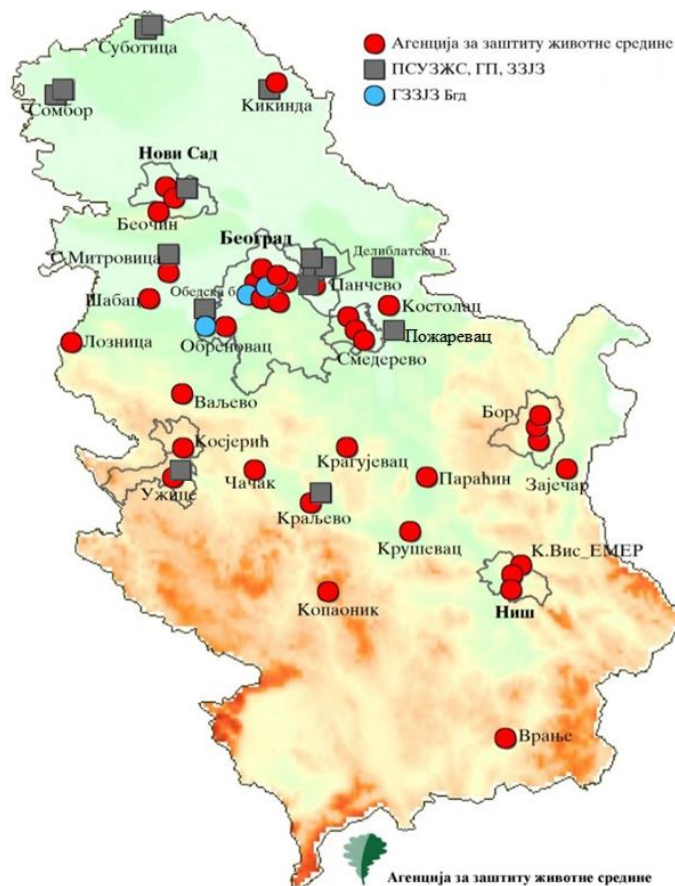 Суботица
Агенција за заштиту животне средине
ПСУЗЖС, ГП, ЗЗЈЗ
ГЗЗЈЗ Бгд
Сомбор
Кикинда
Нови Сад
Беочин
Београд
С.Митровица
Делиблатска п.
Панчево
Обедска б.
Шабац
Костолац
Обреновац
Пожаревац
Лозница
Смедерево
Ваљево
Бор
Косјерић
Крагујевац
Чачак
Параћин
Зајечар
Ужице
Краљево
Крушевац
К.Вис_ЕМЕР
Копаоник
Ниш
Врање
Агенција за заштиту животне средине